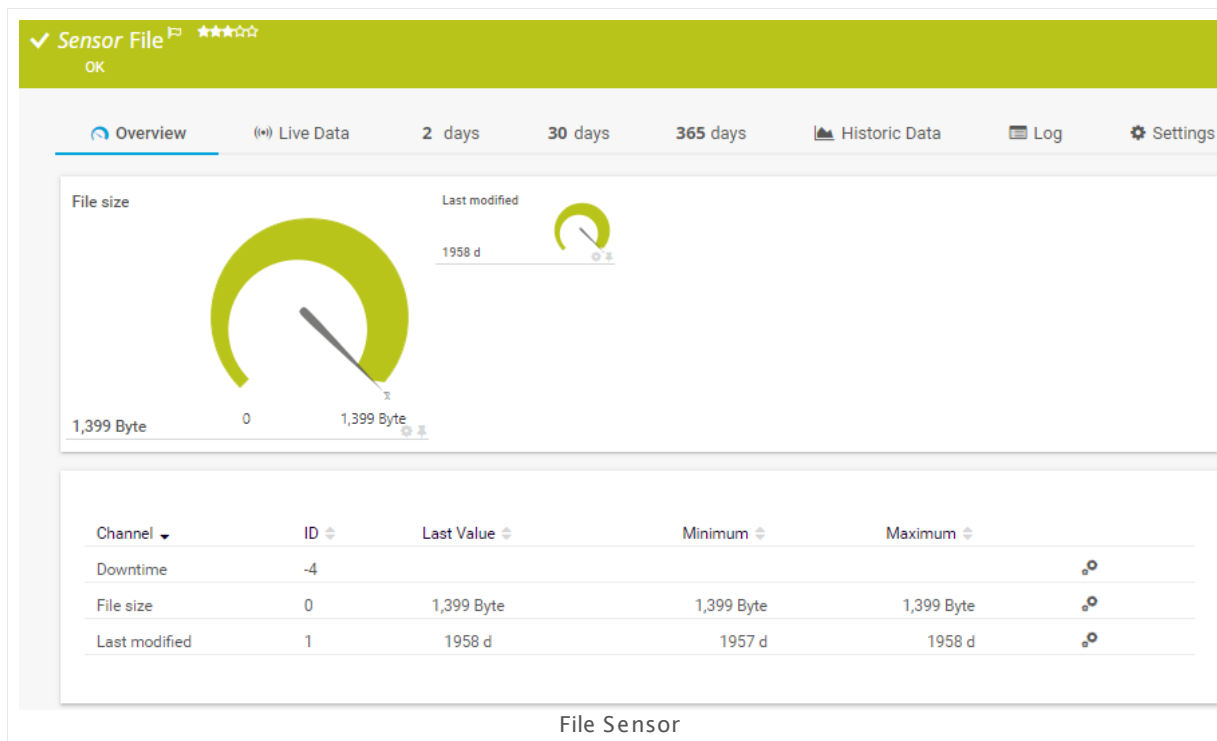 Sensor File
OK
Overview Live Data 2 days 30 days 365 days Historic Data Log Settings
File size
1,399 Byte
0 1,399 Byte
Last modified
1958 d
Channel ID Last Value Minimum Maximum
Downtime -4
File size 0 1,399 Byte 1,399 Byte 1,399 Byte
Last modified 1 1958 d 1957 d 1958 d
File Sensor